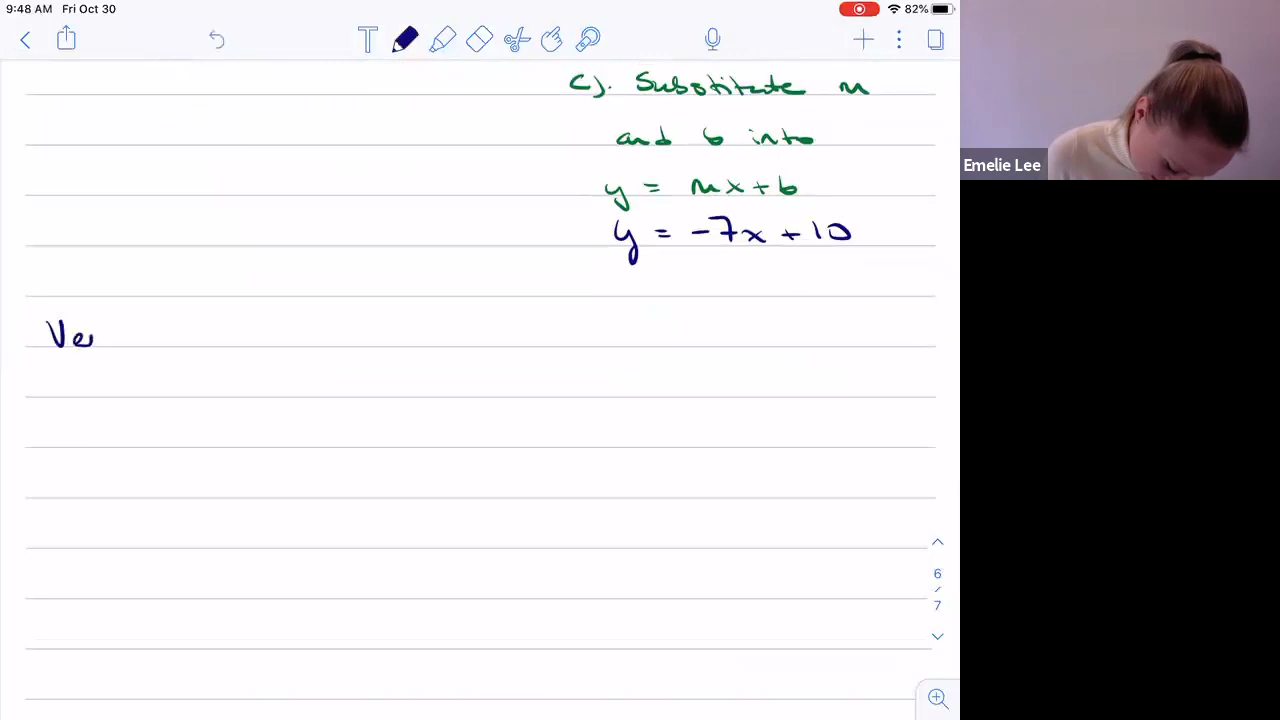 9:48 AM Fri Oct 30
82%
T
C). Substitute m
and b into
y = mx + b
y = -7x + 10
Ve
Emelie Lee
6
7